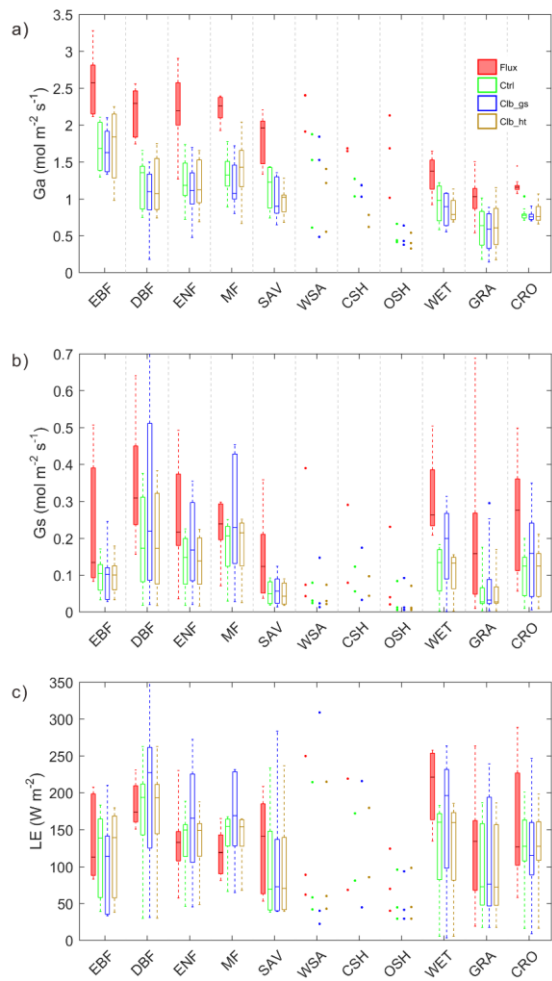 a)
Ga (mol m⁻² s⁻¹)
3.5
3
2.5
2
1.5
1
0.5
0
Flux
Ctrl
Clb_gs
Clb_ht
EBF DBF ENF MF SAV WSA CSH OSH WET GRA CRO
b)
Gs (mol m⁻² s⁻¹)
0.7
0.6
0.5
0.4
0.3
0.2
0.1
0
EBF DBF ENF MF SAV WSA CSH OSH WET GRA CRO
c)
LE (W m⁻²)
350
300
250
200
150
100
50
0
EBF DBF ENF MF SAV WSA CSH OSH WET GRA CRO